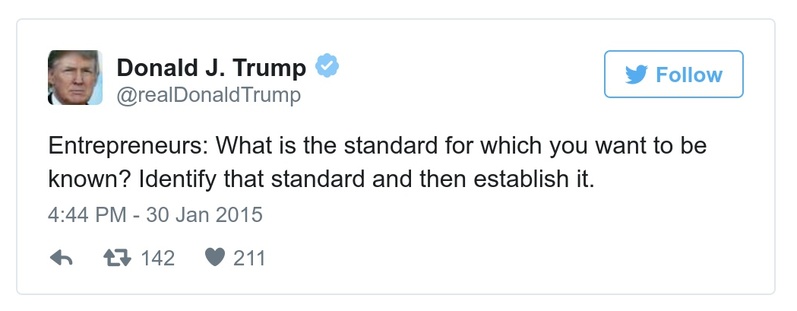 Donald J. Trump
@realDonaldTrump
Follow
Entrepreneurs: What is the standard for which you want to be
known? Identify that standard and then establish it.
4:44 PM - 30 Jan 2015
142 211